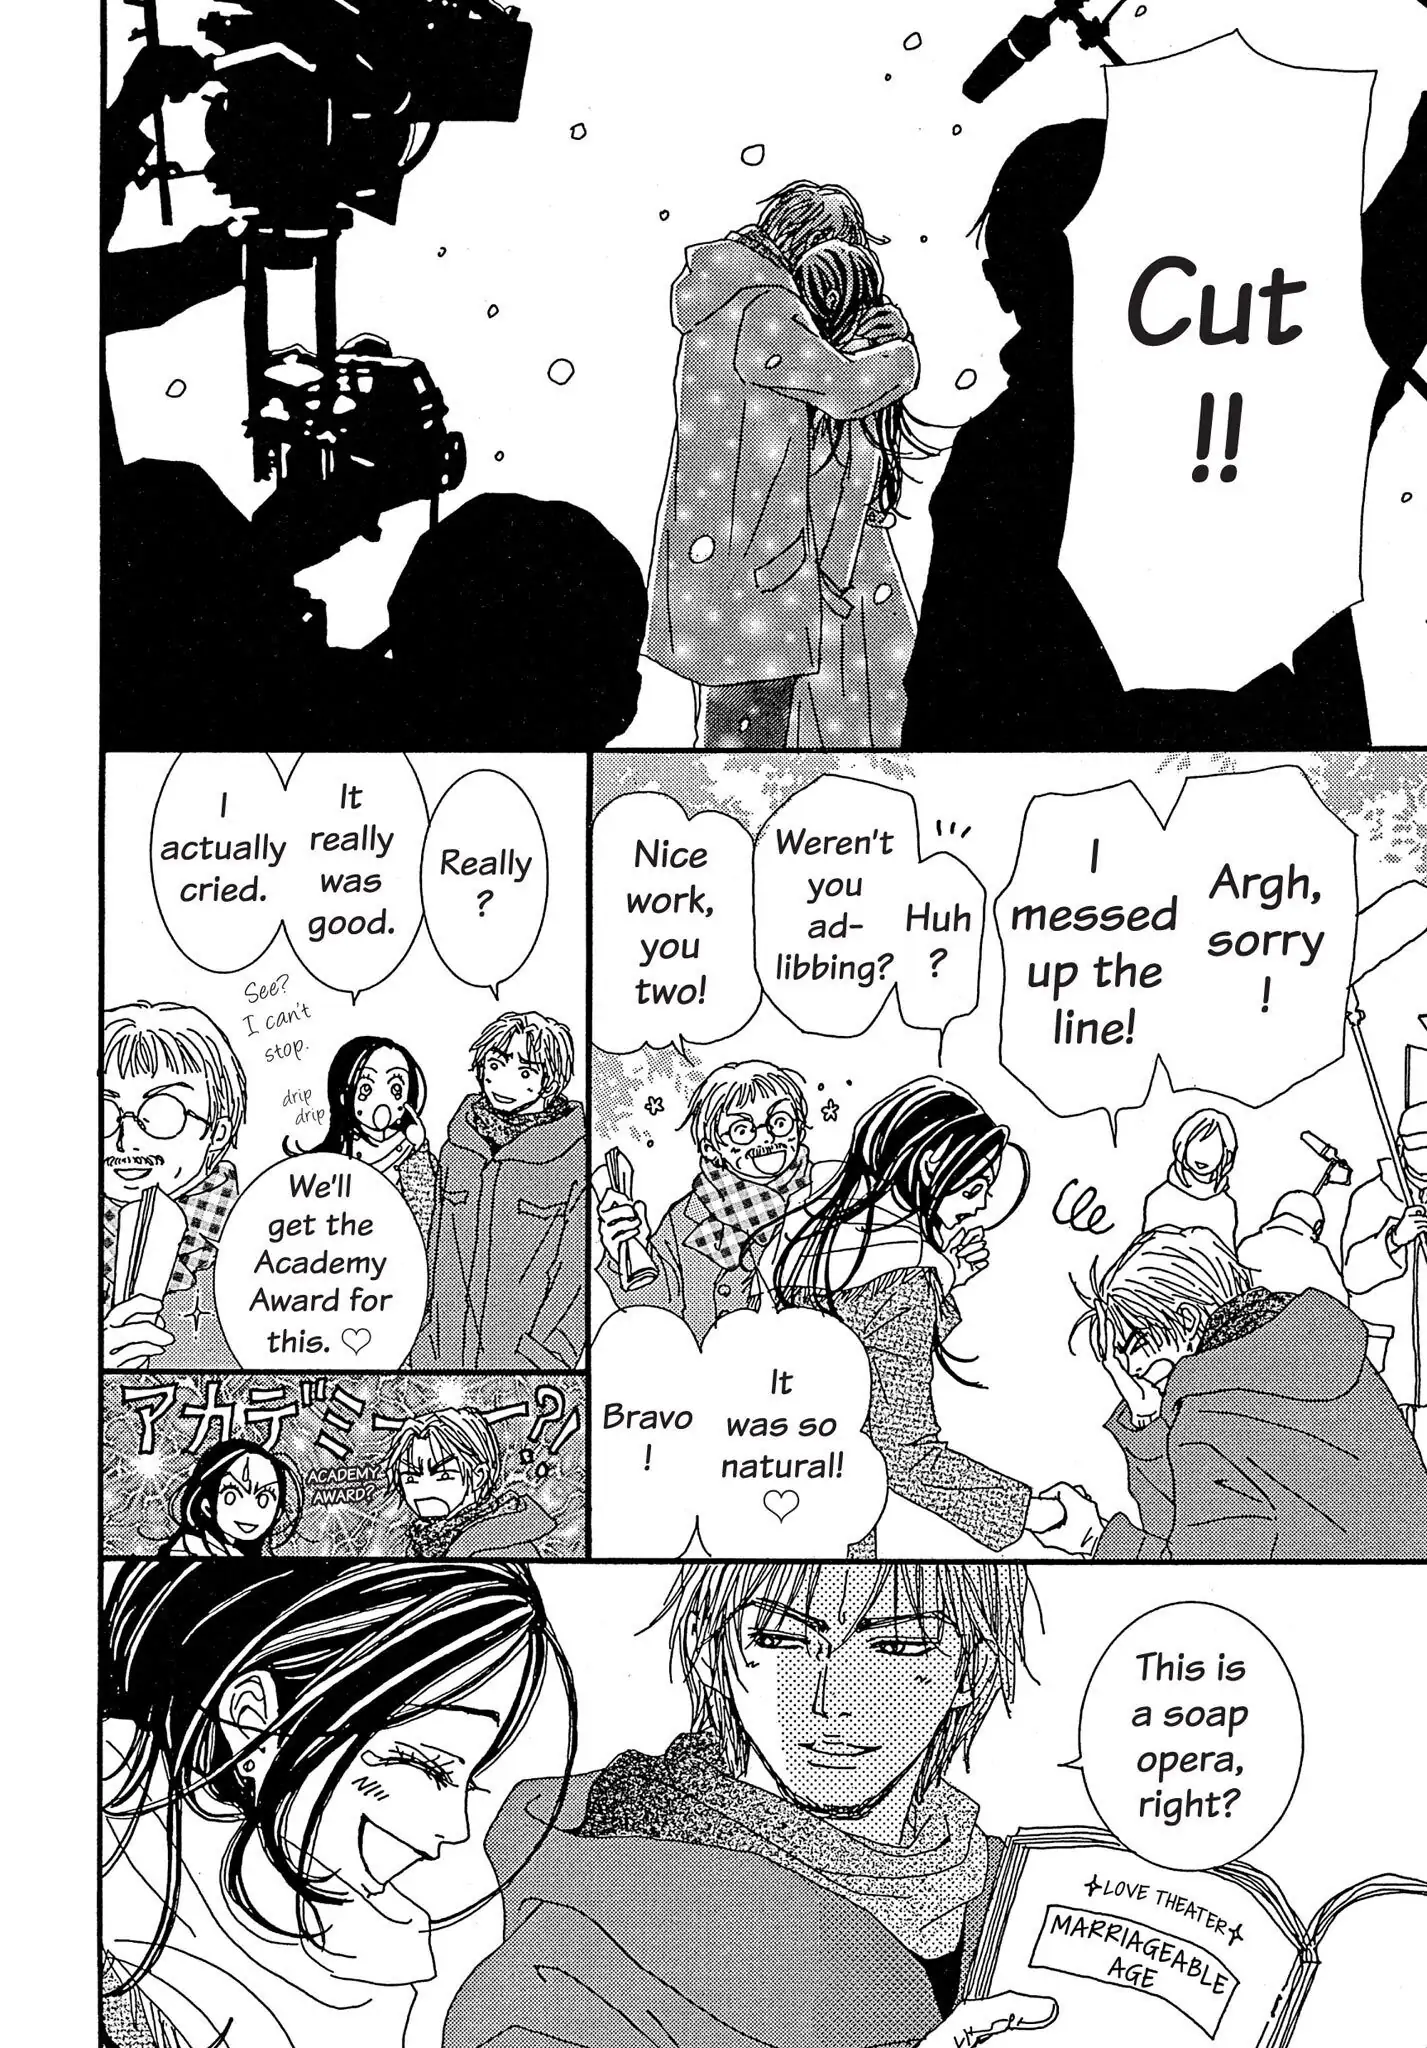 Cut
!!
Argh,
sorry
!
I
messed
up the
line!
Huh
?
Weren't
you
ad-
libbing?
Nice
work,
you
two!
It
was so
natural!
♡
Bravo
!
Really
?
It
really
was
good.
I
actually
cried.
See?
I can't
stop.
drip
drip
We'll
get the
Academy
Award for
this. ♡
アカデミー?!
ACADEMY
AWARD?
This is
a soap
opera,
right?
LOVE THEATER
MARRIAGEABLE
AGE